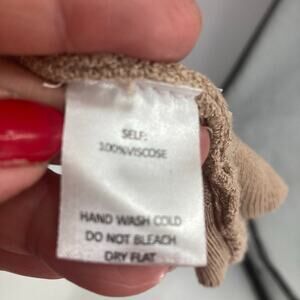 SELF:
100%VISCOSE
HAND WASH COLD
DO NOT BLEACH
DRY FLAT